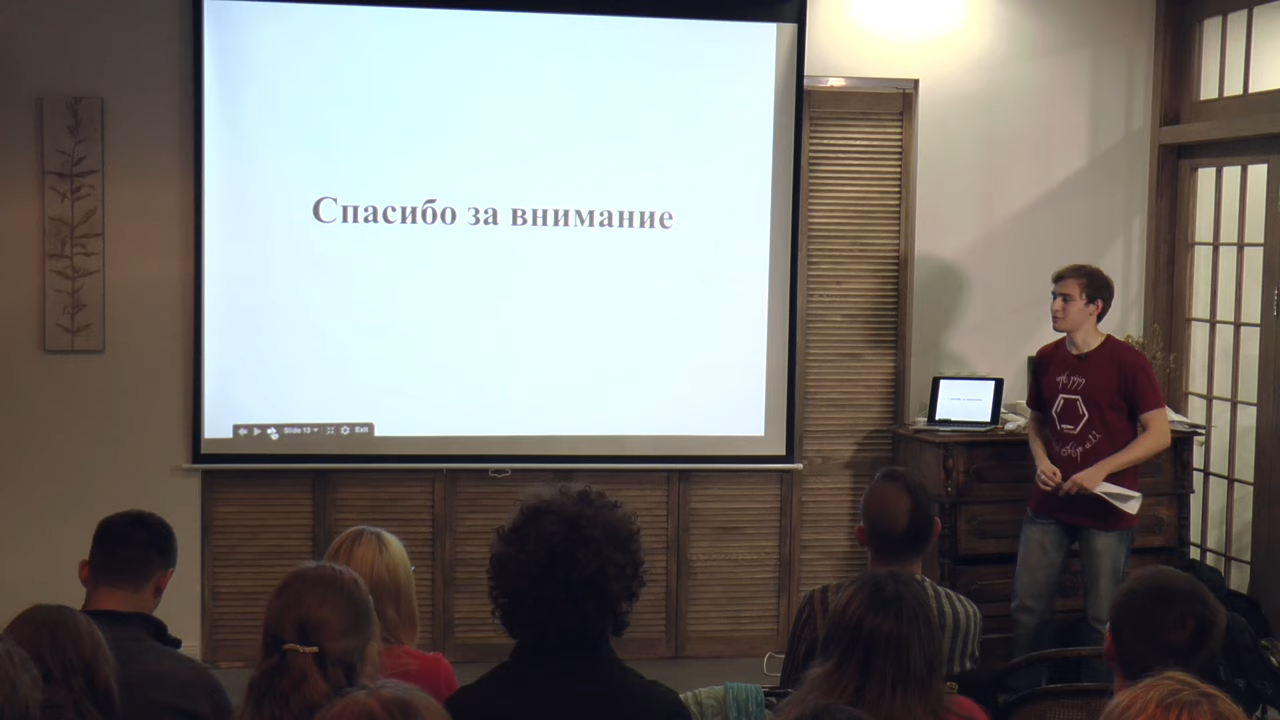 Спасибо за внимание
Slide 13
Exit